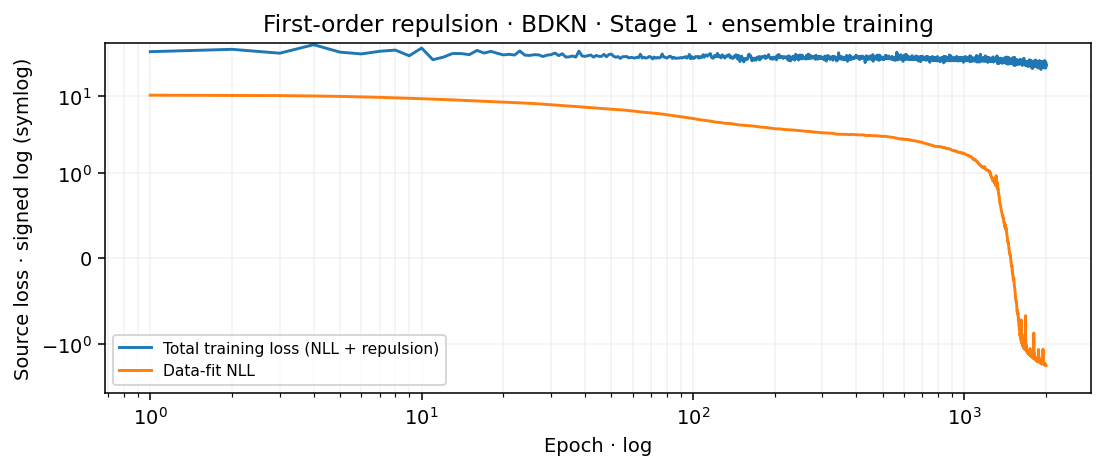 First-order repulsion · BDKN · Stage 1 · ensemble training
Source loss · signed log (symlog)
10¹
10⁰
0
−10⁰
Total training loss (NLL + repulsion)
Data-fit NLL
10⁰ 10¹ 10² 10³
Epoch · log